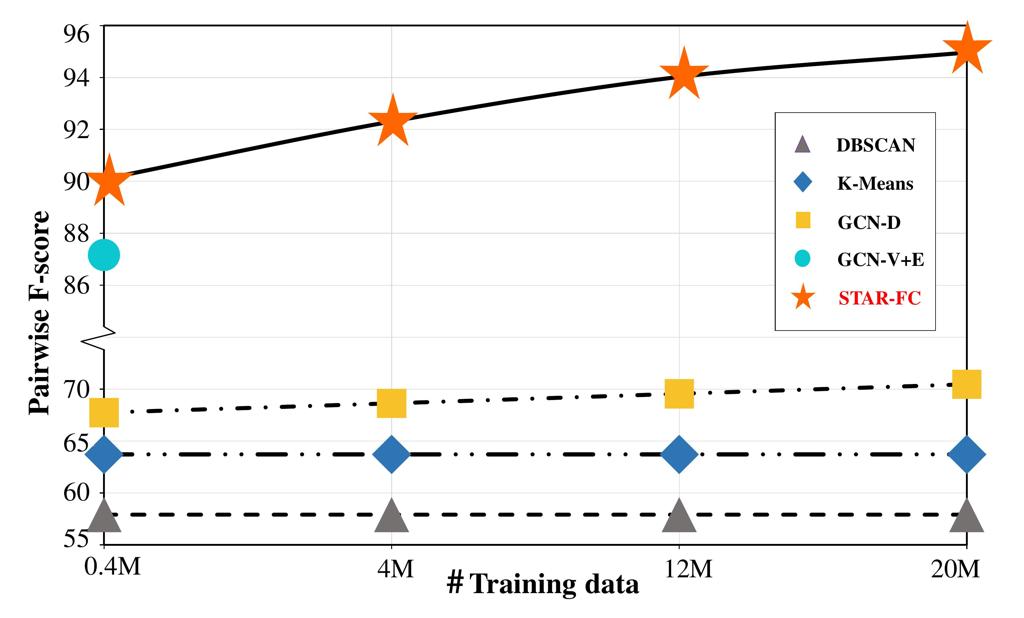 96
94
92
90
88
86
70
65
60
55
Pairwise F-score
DBSCAN
K-Means
GCN-D
GCN-V+E
STAR-FC
0.4M
4M
12M
20M
# Training data